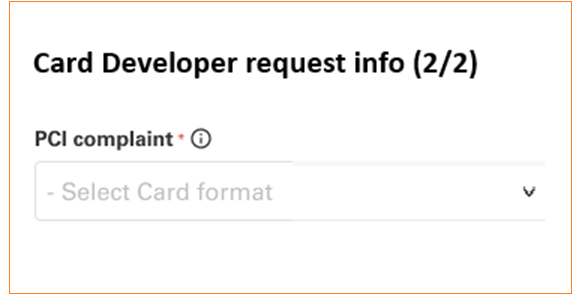 Card Developer request info (2/2)
PCI complaint *
- Select Card format